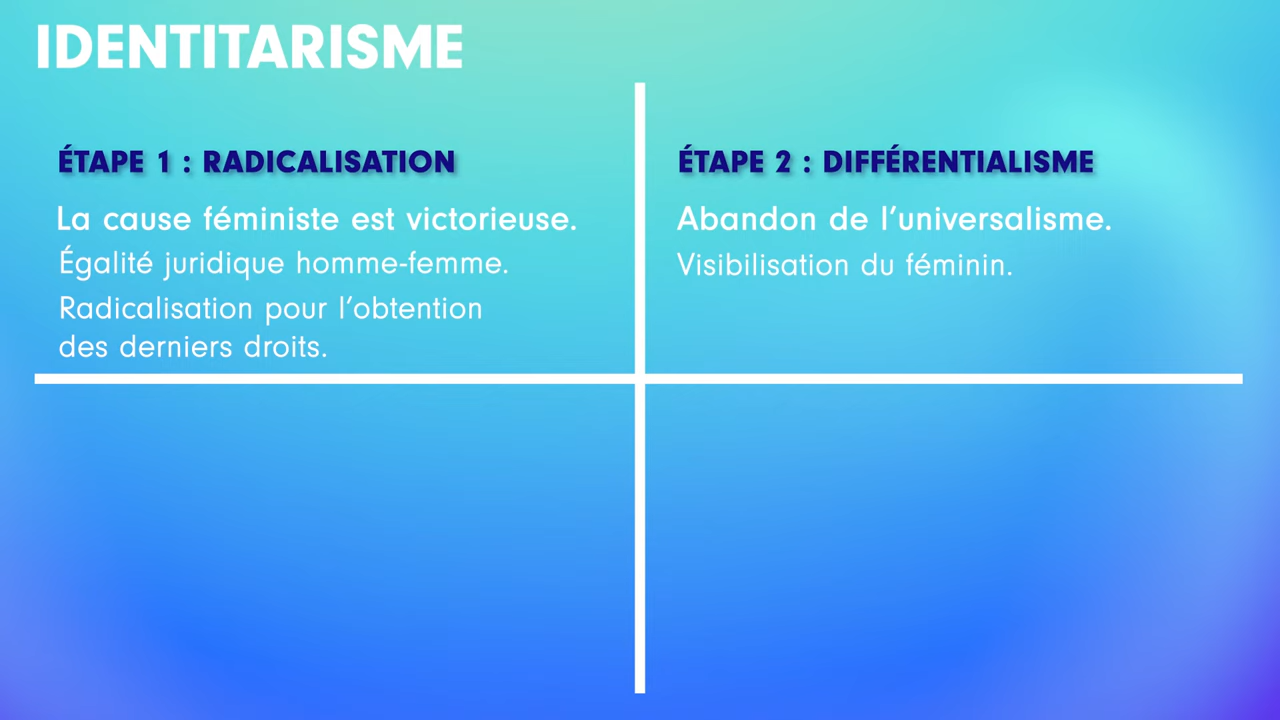 IDENTITARISME
ÉTAPE 1 : RADICALISATION
La cause féministe est victorieuse.
Égalité juridique homme-femme.
Radicalisation pour l’obtention
des derniers droits.
ÉTAPE 2 : DIFFÉRENTIALISME
Abandon de l’universalisme.
Visibilisation du féminin.